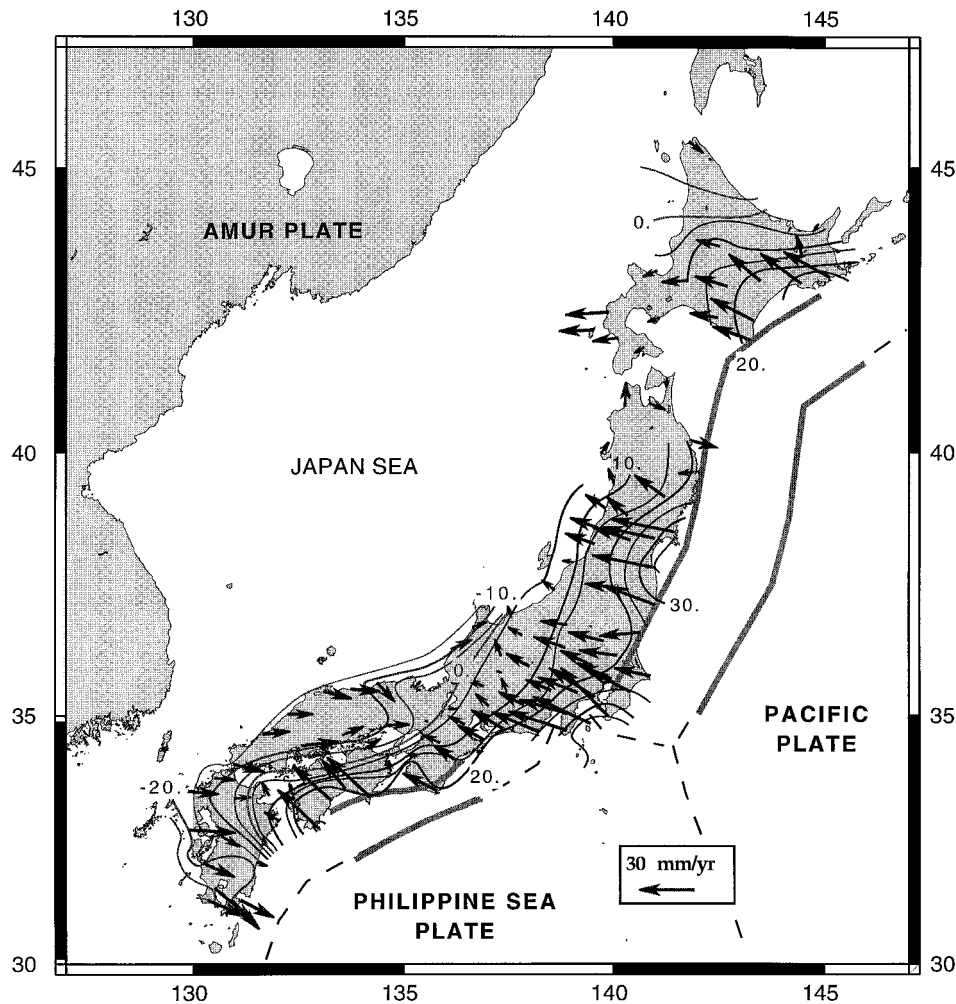 130 135 140 145
45 45
AMUR PLATE
0.
20.
40 40
JAPAN SEA
10.
-10.
30.
0
35 35
PACIFIC
PLATE
20.
-20.
30 mm/yr
PHILIPPINE SEA
PLATE
30 30
130 135 140 145